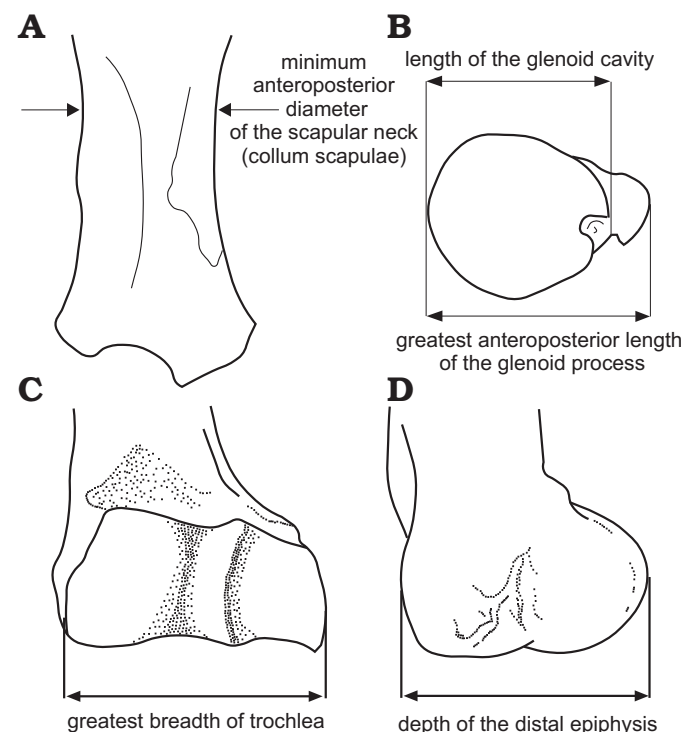 A
minimum
anteroposterior
diameter
of the scapular neck
(collum scapulae)
B
length of the glenoid cavity
greatest anteroposterior length
of the glenoid process
C
greatest breadth of trochlea
D
depth of the distal epiphysis